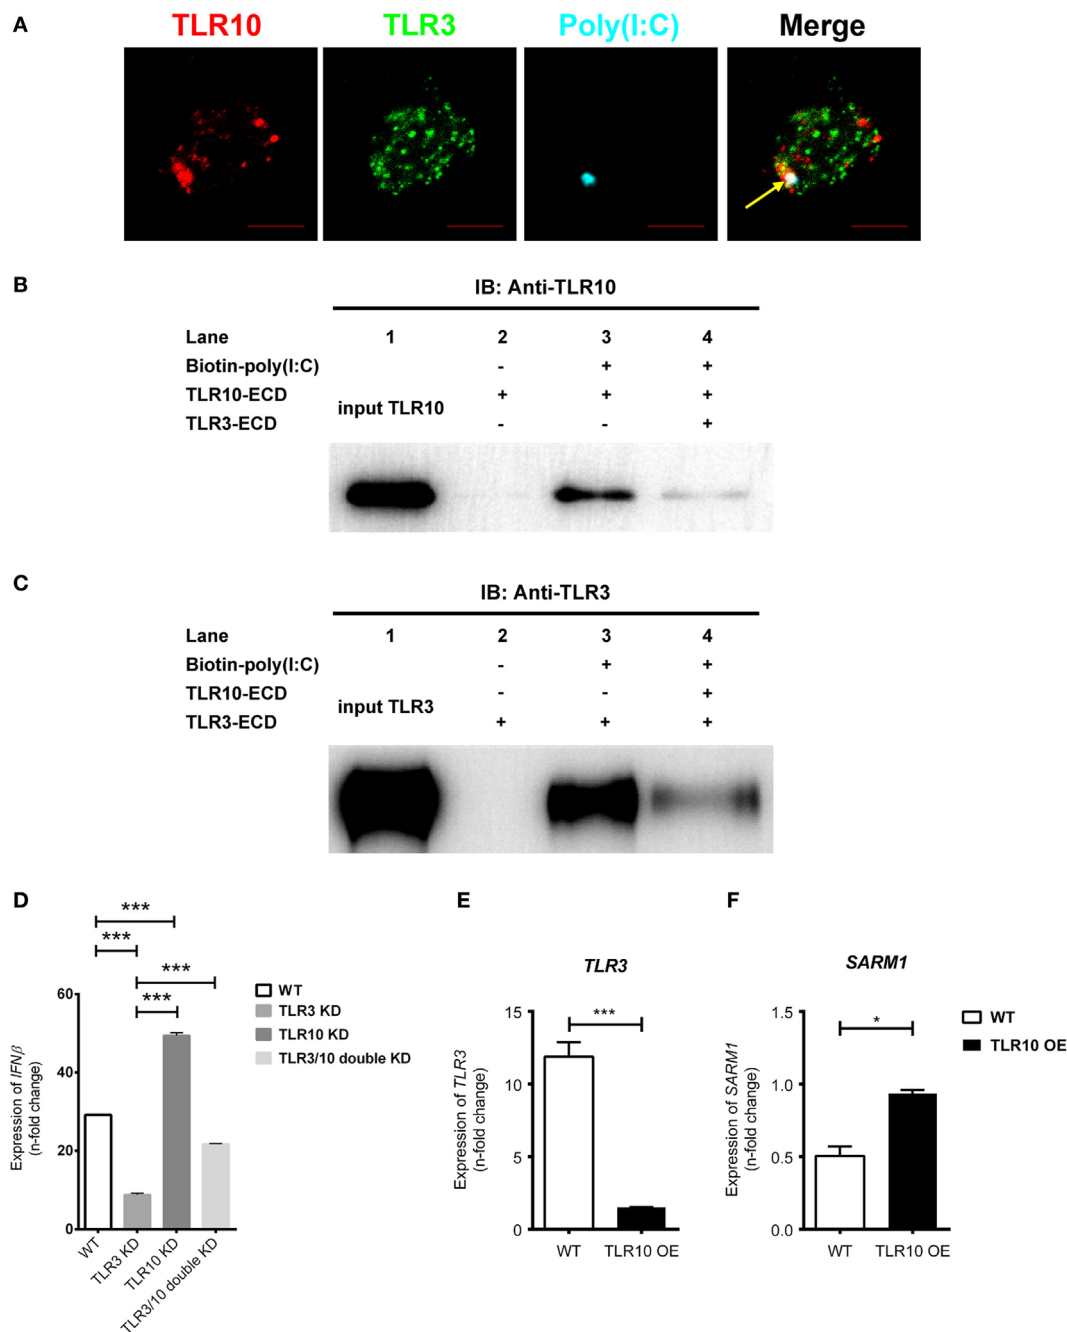 A
TLR10 TLR3 Poly(I:C) Merge
B
IB: Anti-TLR10
Lane 1 2 3 4
Biotin-poly(I:C) - + +
TLR10-ECD + + +
input TLR10
TLR3-ECD - - +
C
IB: Anti-TLR3
Lane 1 2 3 4
Biotin-poly(I:C) - + +
TLR10-ECD - - +
input TLR3
TLR3-ECD + + +
D
***
***
***
***
Expression of IFNβ
(n-fold change)
60
40
20
0
WT
TLR3 KD
TLR10 KD
TLR3/10 double KD
WT
TLR3 KD
TLR10 KD
TLR3/10 double KD
E
TLR3
***
Expression of TLR3
(n-fold change)
15
10
5
0
WT TLR10 OE
F
SARM1
*
Expression of SARM1
(n-fold change)
1.5
1.0
0.5
0.0
WT TLR10 OE
WT
TLR10 OE